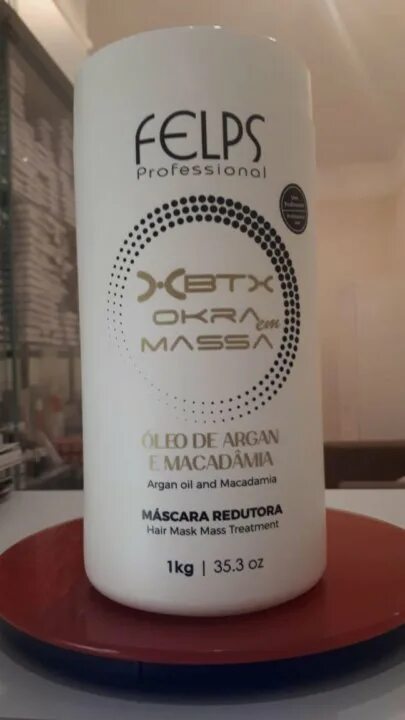 FELPS
Professional
XBTX
OKRA em
MASSA
ÓLEO DE ARGAN
E MACADÂMIA
Argan oil and Macadamia
MÁSCARA REDUTORA
Hair Mask Mass Treatment
1kg | 35.3 oz